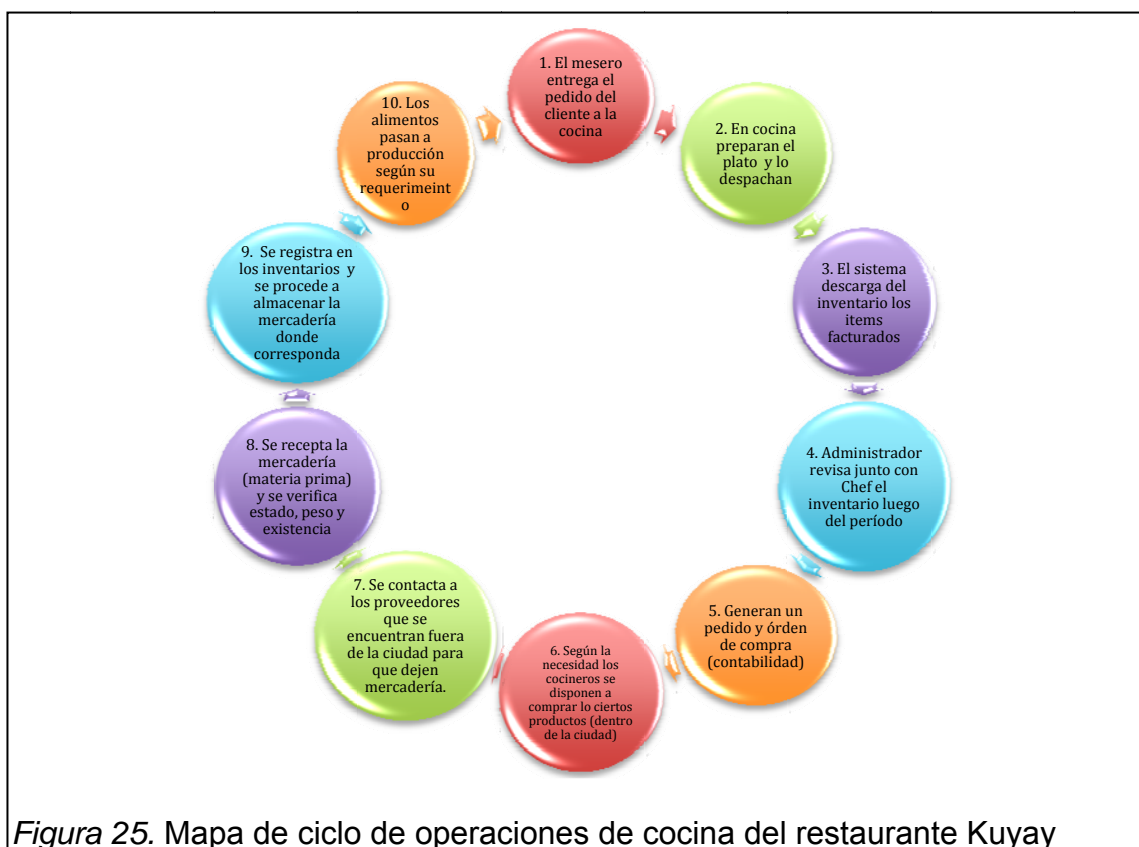 1. El mesero
entrega el
pedido del
cliente a la
cocina
2. En cocina
preparan el
plato y lo
despachan
3. El sistema
descarga del
inventario los
items
facturados
4. Administrador
revisa junto con
Chef el
inventario luego
del período
5. Generan un
pedido y órden
de compra
(contabilidad)
6. Según la
necesidad los
cocineros se
disponen a
comprar lo ciertos
productos (dentro
de la ciudad)
7. Se contacta a
los proveedores
que se
encuentran fuera
de la ciudad para
que dejen
mercadería.
8. Se recepta la
mercadería
(materia prima)
y se verifica
estado, peso y
existencia
9. Se registra en
los inventarios y
se procede a
almacenar la
mercadería
donde
corresponda
10. Los
alimentos
pasan a
producción
según su
requerimeint
o
Figura 25. Mapa de ciclo de operaciones de cocina del restaurante Kuyay